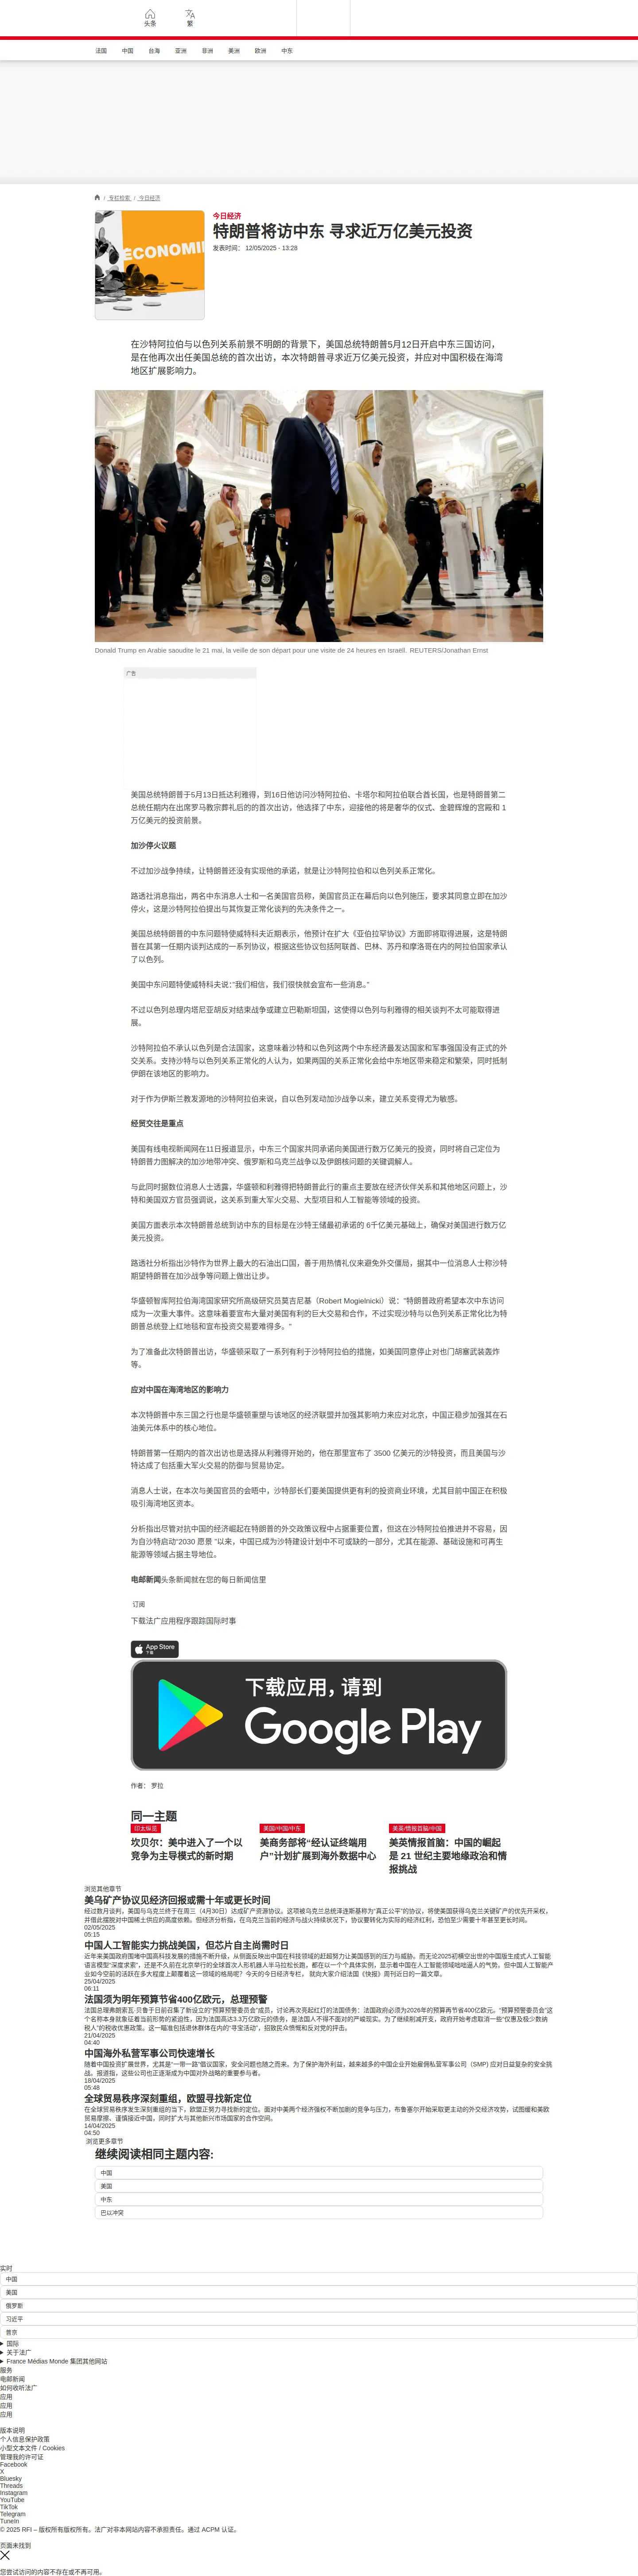 头条
繁
法国
中国
台海
亚洲
非洲
美洲
欧洲
中东
/ 专栏检索 / 今日经济
ECONOMIE
今日经济
特朗普将访中东 寻求近万亿美元投资
发表时间： 12/05/2025 - 13:28
在沙特阿拉伯与以色列关系前景不明朗的背景下，美国总统特朗普5月12日开启中东三国访问，
是在他再次出任美国总统的首次出访，本次特朗普寻求近万亿美元投资，并应对中国积极在海湾
地区扩展影响力。
Donald Trump en Arabie saoudite le 21 mai, la veille de son départ pour une visite de 24 heures en Israëll. REUTERS/Jonathan Ernst
广告
美国总统特朗普于5月13日抵达利雅得，到16日他访问沙特阿拉伯、卡塔尔和阿拉伯联合酋长国，也是特朗普第二
总统任期内在出席罗马教宗葬礼后的的首次出访，他选择了中东，迎接他的将是奢华的仪式、金碧辉煌的宫殿和 1
万亿美元的投资前景。
加沙停火议题
不过加沙战争持续，让特朗普还没有实现他的承诺，就是让沙特阿拉伯和以色列关系正常化。
路透社消息指出，两名中东消息人士和一名美国官员称，美国官员正在幕后向以色列施压，要求其同意立即在加沙
停火，这是沙特阿拉伯提出与其恢复正常化谈判的先决条件之一。
美国总统特朗普的中东问题特使威特科夫近期表示，他预计在扩大《亚伯拉罕协议》方面即将取得进展，这是特朗
普在其第一任期内谈判达成的一系列协议，根据这些协议包括阿联酋、巴林、苏丹和摩洛哥在内的阿拉伯国家承认
了以色列。
美国中东问题特使威特科夫说："我们相信，我们很快就会宣布一些消息。"
不过以色列总理内塔尼亚胡反对结束战争或建立巴勒斯坦国，这使得以色列与利雅得的相关谈判不太可能取得进
展。
沙特阿拉伯不承认以色列是合法国家，这意味着沙特和以色列这两个中东经济最发达国家和军事强国没有正式的外
交关系。支持沙特与以色列关系正常化的人认为，如果两国的关系正常化会给中东地区带来稳定和繁荣，同时抵制
伊朗在该地区的影响力。
对于作为伊斯兰教发源地的沙特阿拉伯来说，自以色列发动加沙战争以来，建立关系变得尤为敏感。
经贸交往是重点
美国有线电视新闻网在11日报道显示，中东三个国家共同承诺向美国进行数万亿美元的投资，同时将自己定位为
特朗普力图解决的加沙地带冲突、俄罗斯和乌克兰战争以及伊朗核问题的关键调解人。
与此同时据数位消息人士透露，华盛顿和利雅得把特朗普此行的重点主要放在经济伙伴关系和其他地区问题上，沙
特和美国双方官员强调说，这关系到重大军火交易、大型项目和人工智能等领域的投资。
美国方面表示本次特朗普总统到访中东的目标是在沙特王储最初承诺的 6千亿美元基础上，确保对美国进行数万亿
美元投资。
路透社分析指出沙特作为世界上最大的石油出口国，善于用热情礼仪来避免外交僵局，据其中一位消息人士称沙特
期望特朗普在加沙战争等问题上做出让步。
华盛顿智库阿拉伯海湾国家研究所高级研究员莫吉尼基（Robert Mogielnicki）说："特朗普政府希望本次中东访问
成为一次重大事件。这意味着要宣布大量对美国有利的巨大交易和合作，不过实现沙特与以色列关系正常化比为特
朗普总统登上红地毯和宣布投资交易要难得多。"
为了准备此次特朗普出访，华盛顿采取了一系列有利于沙特阿拉伯的措施，如美国同意停止对也门胡塞武装轰炸
等。
应对中国在海湾地区的影响力
本次特朗普中东三国之行也是华盛顿重塑与该地区的经济联盟并加强其影响力来应对北京，中国正稳步加强其在石
油美元体系中的核心地位。
特朗普第一任期内的首次出访也是选择从利雅得开始的，他在那里宣布了 3500 亿美元的沙特投资，而且美国与沙
特达成了包括重大军火交易的防御与贸易协定。
消息人士说，在本次与美国官员的会晤中，沙特部长们要美国提供更有利的投资商业环境，尤其目前中国正在积极
吸引海湾地区资本。
分析指出尽管对抗中国的经济崛起在特朗普的外交政策议程中占据重要位置，但这在沙特阿拉伯推进并不容易，因
为自沙特启动"2030 愿景 "以来，中国已成为沙特建设计划中不可或缺的一部分，尤其在能源、基础设施和可再生
能源等领域占据主导地位。
电邮新闻头条新闻就在您的每日新闻信里
订阅
下载法广应用程序跟踪国际时事
App Store
下载
下载应用，请到
Google Play
作者： 罗拉
同一主题
印太纵览
坎贝尔：美中进入了一个以
竞争为主导模式的新时期
美国/中国/中东
美商务部将“经认证终端用
户”计划扩展到海外数据中心
美英/情报首脑/中国
美英情报首脑：中国的崛起
是 21 世纪主要地缘政治和情
报挑战
浏览其他章节
美乌矿产协议见经济回报或需十年或更长时间
经过数月谈判，美国与乌克兰终于在周三（4月30日）达成矿产资源协议。这项被乌克兰总统泽连斯基称为“真正公平”的协议，将使美国获得乌克兰关键矿产的优先开采权，
并借此摆脱对中国稀土供应的高度依赖。但经济分析指，在乌克兰当前的经济与战火持续状况下，协议要转化为实际的经济红利，恐怕至少需要十年甚至更长时间。
02/05/2025
05:15
中国人工智能实力挑战美国，但芯片自主尚需时日
近年来美国政府围堵中国高科技发展的措施不断升级，从侧面反映出中国在科技领域的赶超努力让美国感到的压力与威胁。而无论2025初横空出世的中国版生成式人工智能
语言模型“深度求索”，还是不久前在北京举行的全球首次人形机器人半马拉松长跑，都在以一个个具体实例，显示着中国在人工智能领域咄咄逼人的气势。但中国人工智能产
业如今空前的活跃在多大程度上颠覆着这一领域的格局呢？今天的今日经济专栏， 就向大家介绍法国《快报》周刊近日的一篇文章。
25/04/2025
06:11
法国须为明年预算节省400亿欧元，总理预警
法国总理弗朗索瓦·贝鲁于日前召集了新设立的“预算预警委员会”成员，讨论再次亮起红灯的法国债务：法国政府必须为2026年的预算再节省400亿欧元。“预算预警委员会”这
个名称本身就象征着当前形势的紧迫性，因为法国高达3.3万亿欧元的债务，是法国人不得不面对的严峻现实。为了继续削减开支，政府开始考虑取消一些“仅惠及极少数纳
税人”的税收优惠政策。这一瞄准包括退休群体在内的“寻宝活动”，招致民众愤慨和反对党的抨击。
21/04/2025
04:40
中国海外私营军事公司快速增长
随着中国投资扩展世界，尤其是“一带一路”倡议国家，安全问题也随之而来。为了保护海外利益，越来越多的中国企业开始雇佣私营军事公司（SMP) 应对日益复杂的安全挑
战。报道指，这些公司也正逐渐成为中国对外战略的重要参与者。
18/04/2025
05:48
全球贸易秩序深刻重组，欧盟寻找新定位
在全球贸易秩序发生深刻重组的当下，欧盟正努力寻找新的定位。面对中美两个经济强权不断加剧的竞争与压力，布鲁塞尔开始采取更主动的外交经济攻势，试图缓和美欧
贸易摩擦、谨慎接近中国，同时扩大与其他新兴市场国家的合作空间。
14/04/2025
04:50
浏览更多章节
继续阅读相同主题内容:
中国
美国
中东
巴以冲突
实时
中国
美国
俄罗斯
习近平
普京
国际
关于法广
France Médias Monde 集团其他网站
服务
电邮新闻
如何收听法广
应用
应用
应用
版本说明
个人信息保护政策
小型文本文件 / Cookies
管理我的许可证
Facebook
X
Bluesky
Threads
Instagram
YouTube
TikTok
Telegram
TuneIn
© 2025 RFI – 版权所有版权所有。法广对非本网站内容不承担责任。通过 ACPM 认证。
页面未找到
您尝试访问的内容不存在或不再可用。